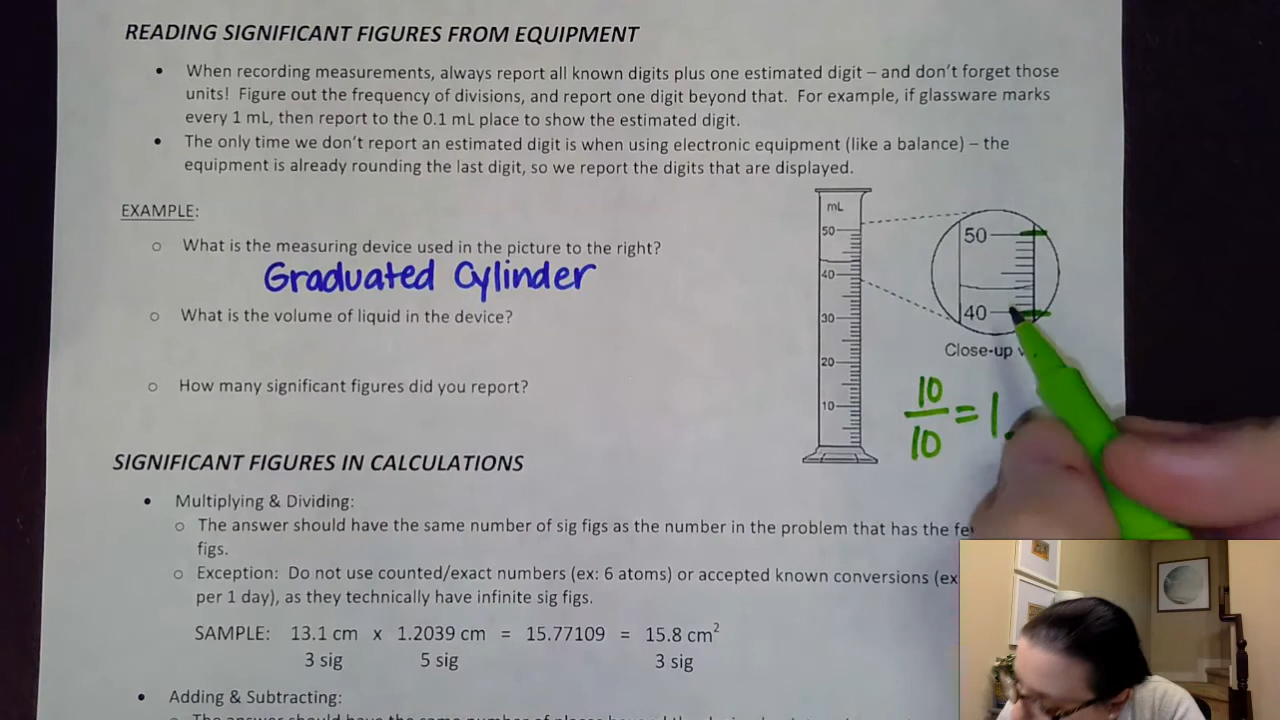 READING SIGNIFICANT FIGURES FROM EQUIPMENT
• When recording measurements, always report all known digits plus one estimated digit – and don't forget those
units! Figure out the frequency of divisions, and report one digit beyond that. For example, if glassware marks
every 1 mL, then report to the 0.1 mL place to show the estimated digit.
• The only time we don't report an estimated digit is when using electronic equipment (like a balance) – the
equipment is already rounding the last digit, so we report the digits that are displayed.
EXAMPLE:
o What is the measuring device used in the picture to the right?
Graduated Cylinder
o What is the volume of liquid in the device?
o How many significant figures did you report?
mL
50
40
30
20
10
50
40
Close-up
10
10
= 1.
SIGNIFICANT FIGURES IN CALCULATIONS
• Multiplying & Dividing:
o The answer should have the same number of sig figs as the number in the problem that has the
figs.
o Exception: Do not use counted/exact numbers (ex: 6 atoms) or accepted known conversions (ex
per 1 day), as they technically have infinite sig figs.
SAMPLE: 13.1 cm x 1.2039 cm = 15.77109 = 15.8 cm²
3 sig 5 sig 3 sig
• Adding & Subtracting: